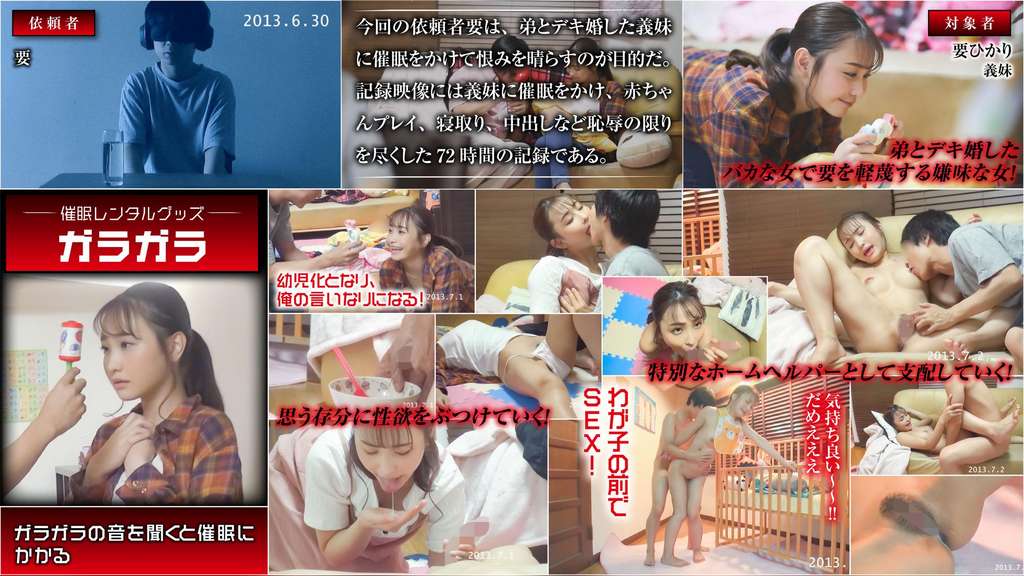 依頼者
2013.6.30
要
今回の依頼者要は、弟とデキ婚した義妹
に催眠をかけて恨みを晴らすのが目的だ。
記録映像には義妹に催眠をかけ、赤ちゃ
んプレイ、寝取り、中出しなど恥辱の限り
を尽くした72時間の記録である。
対象者
要ひかり
義妹
弟とデキ婚した
バカな女で要を軽蔑する嫌味な女!
催眠レンタルグッズ
ガラガラ
ガラガラの音を聞くと催眠に
かかる
幼児化となり、
俺の言いなりになる!
2013.7.1
思う存分に性欲をぶつけていく!
2013.7.1
2013.7.2
特別なホームヘルパーとして支配していく!
わが子の前で
SEX!
気持ち良い〜〜!!
だめえええ
2013.
2013.7.2
2013.7.